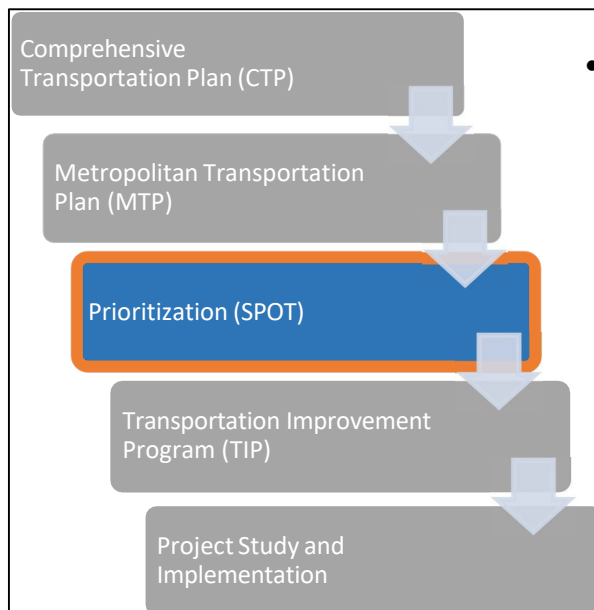 Comprehensive
Transportation Plan (CTP)
•
Metropolitan Transportation
Plan (MTP)
Prioritization (SPOT)
Transportation Improvement
Program (TIP)
Project Study and
Implementation